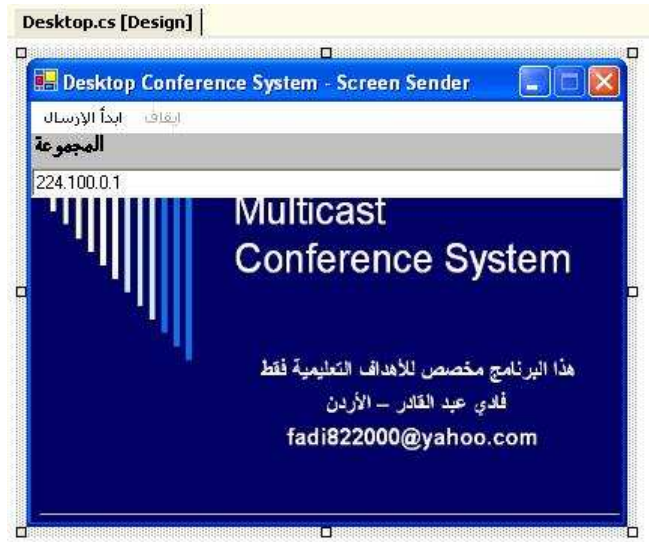 Desktop.cs [Design]
Desktop Conference System - Screen Sender
ابدأ الإرسال ايقاف
المجموعة
224.100.0.1
Multicast
Conference System
هذا البرنامج مخصص للأهداف التعليمية فقط
فادي عبد القادر – الأردن
fadi822000@yahoo.com